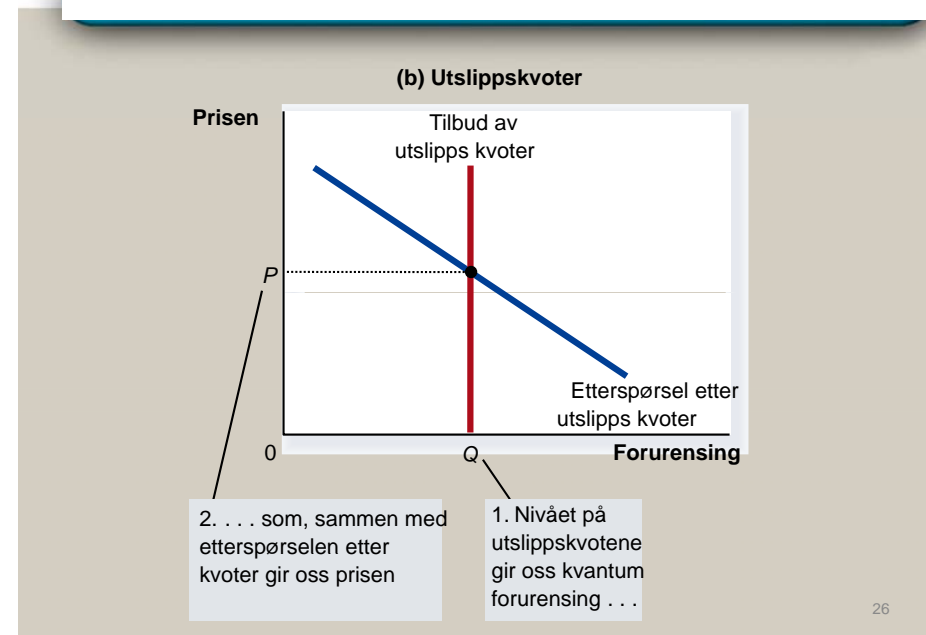 (b) Utslippskvoter
Prisen
Tilbud av
utslipps kvoter
P
Etterspørsel etter
utslipps kvoter
0
Q
Forurensing
2. . . . som, sammen med
etterspørselen etter
kvoter gir oss prisen
1. Nivået på
utslippskvotene
gir oss kvantum
forurensing . . .
26